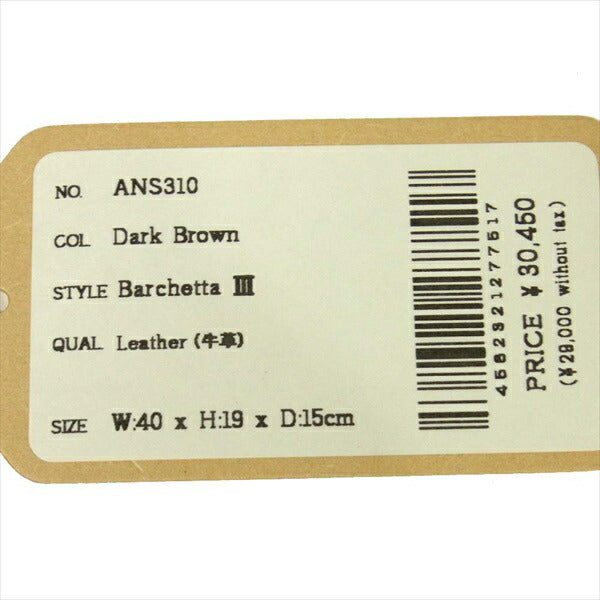 NO. ANS310
COL Dark Brown
STYLE Barchetta III
QUAL Leather (牛革)
SIZE W:40 x H:19 x D:15cm
4582321277517
PRICE ¥ 30,450
(¥29,000 without tax)